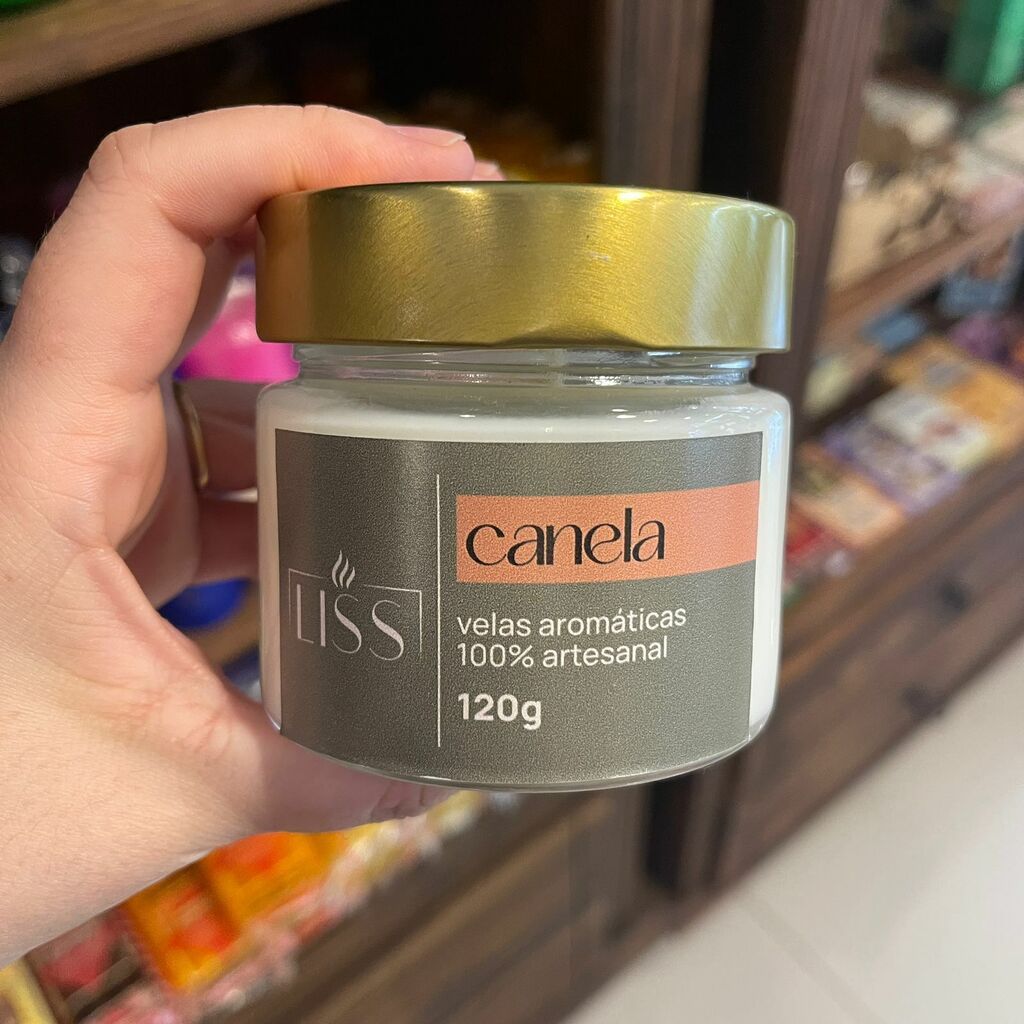 LISS
canela
velas aromáticas
100% artesanal
120g